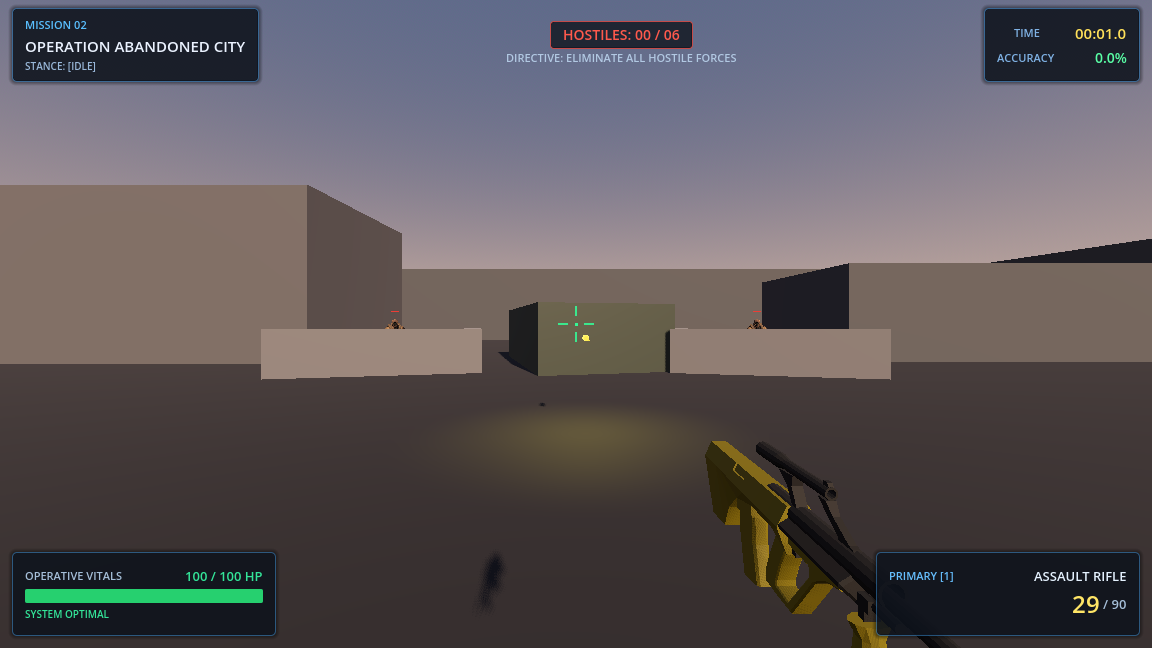 MISSION 02
OPERATION ABANDONED CITY
STANCE: [IDLE]
HOSTILES: 00 / 06
DIRECTIVE: ELIMINATE ALL HOSTILE FORCES
TIME 00:01.0
ACCURACY 0.0%
OPERATIVE VITALS 100 / 100 HP
SYSTEM OPTIMAL
PRIMARY [1] ASSAULT RIFLE
29 / 90